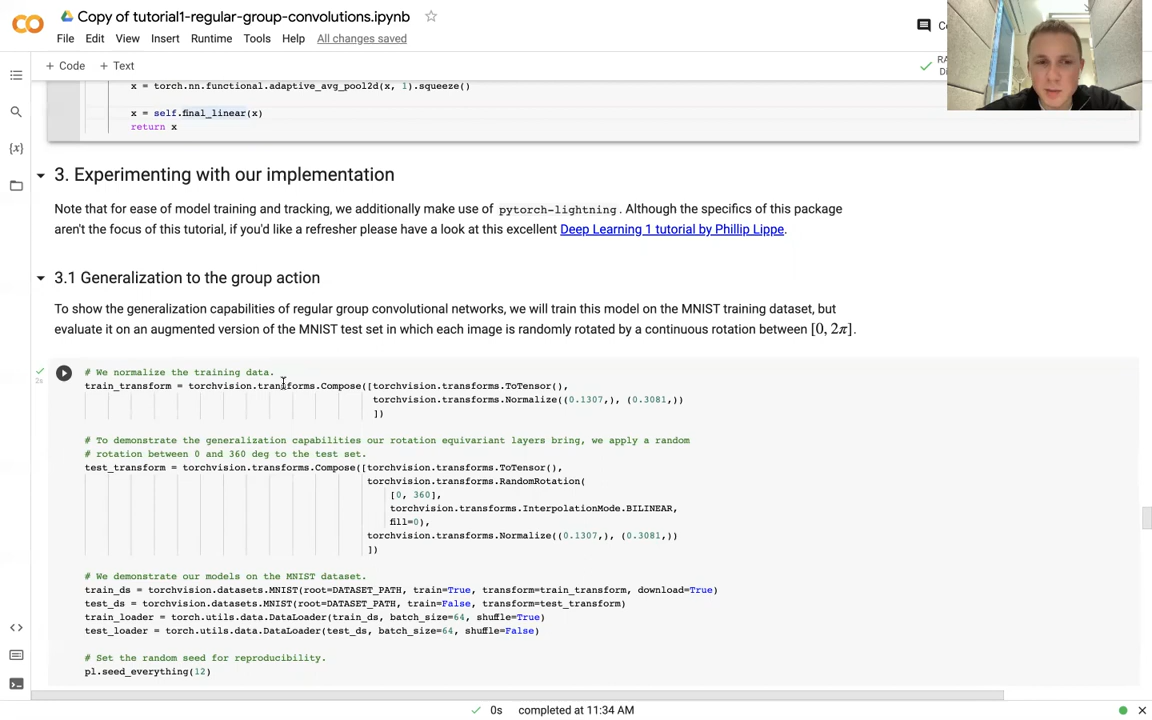 Copy of tutorial1-regular-group-convolutions.ipynb
File Edit View Insert Runtime Tools Help All changes saved
+ Code + Text
x = torch.nn.functional.adaptive_avg_pool2d(x, 1).squeeze()
x = self.final_linear(x)
return x
3. Experimenting with our implementation
Note that for ease of model training and tracking, we additionally make use of pytorch-lightning. Although the specifics of this package
aren't the focus of this tutorial, if you'd like a refresher please have a look at this excellent Deep Learning 1 tutorial by Phillip Lippe.
3.1 Generalization to the group action
To show the generalization capabilities of regular group convolutional networks, we will train this model on the MNIST training dataset, but
evaluate it on an augmented version of the MNIST test set in which each image is randomly rotated by a continuous rotation between [0, 2π].
2s
# We normalize the training data.
train_transform = torchvision.transforms.Compose([torchvision.transforms.ToTensor(),
torchvision.transforms.Normalize((0.1307,), (0.3081,))
])
# To demonstrate the generalization capabilities our rotation equivariant layers bring, we apply a random
# rotation between 0 and 360 deg to the test set.
test_transform = torchvision.transforms.Compose([torchvision.transforms.ToTensor(),
torchvision.transforms.RandomRotation(
[0, 360],
torchvision.transforms.InterpolationMode.BILINEAR,
fill=0),
torchvision.transforms.Normalize((0.1307,), (0.3081,))
])
# We demonstrate our models on the MNIST dataset.
train_ds = torchvision.datasets.MNIST(root=DATASET_PATH, train=True, transform=train_transform, download=True)
test_ds = torchvision.datasets.MNIST(root=DATASET_PATH, train=False, transform=test_transform)
train_loader = torch.utils.data.DataLoader(train_ds, batch_size=64, shuffle=True)
test_loader = torch.utils.data.DataLoader(test_ds, batch_size=64, shuffle=False)
# Set the random seed for reproducibility.
pl.seed_everything(12)
0s completed at 11:34 AM